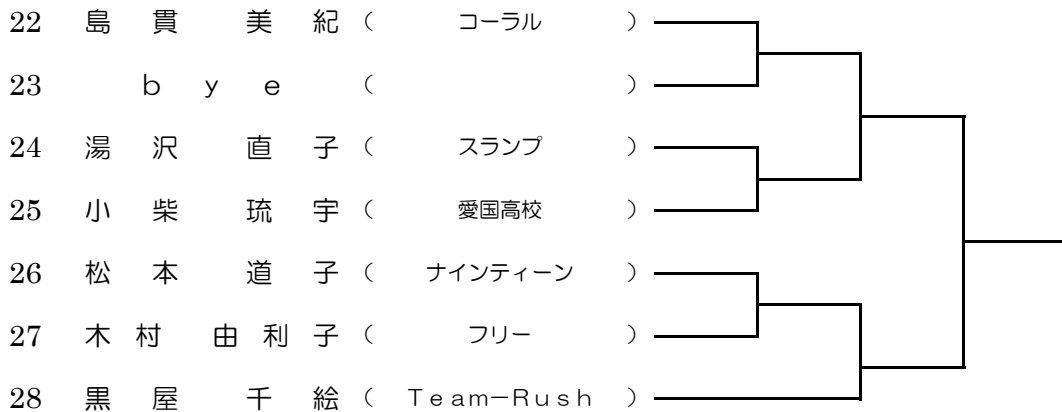 22 島貫 美紀 ( コーラル )
23 bye ( )
24 湯沢 直子 ( スランプ )
25 小柴 琉宇 ( 愛国高校 )
26 松本 道子 ( ナインティーン )
27 木村 由利子 ( フリー )
28 黒屋 千絵 ( Team-Rush )